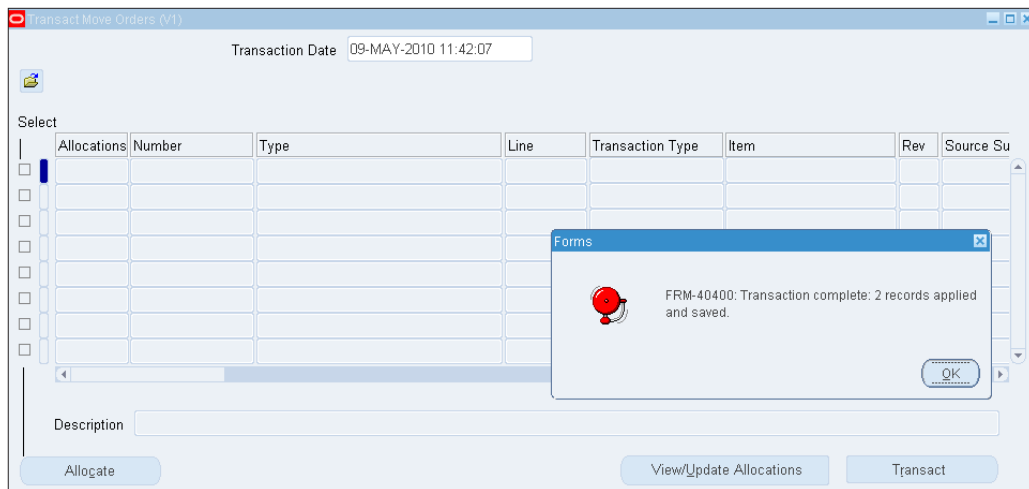 Transact Move Orders (V1)
Transaction Date 09-MAY-2010 11:42:07
Select
Allocations Number Type Line Transaction Type Item Rev Source Su
Forms
FRM-40400: Transaction complete: 2 records applied
and saved.
OK
Description
Allocate View/Update Allocations Transact